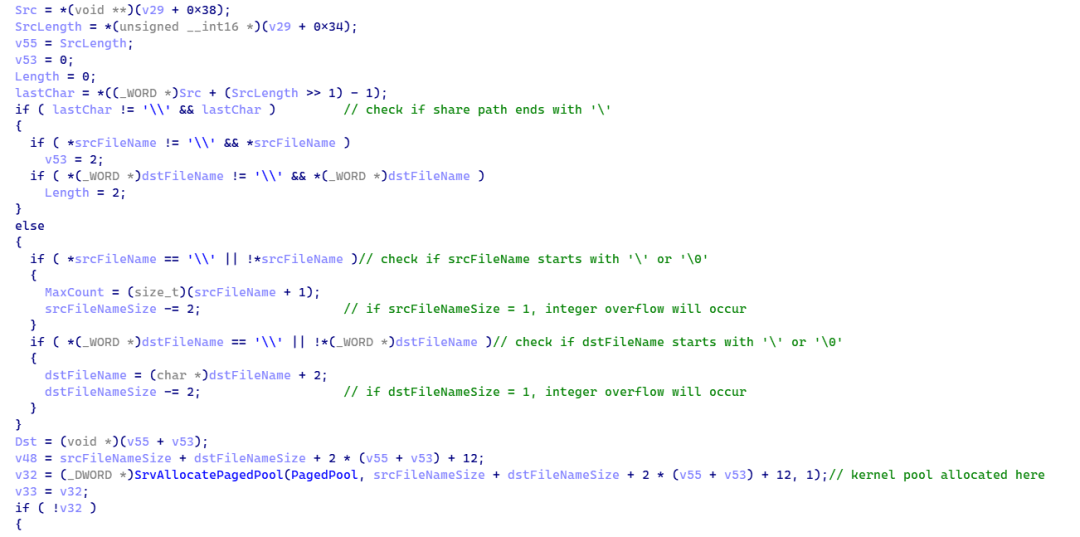 Src = *(void **)(v29 + 0x38);
SrcLength = *(unsigned __int16 *)(v29 + 0x34);
v55 = SrcLength;
v53 = 0;
Length = 0;
lastChar = *((_WORD *)Src + (SrcLength >> 1) - 1);
if ( lastChar != '\\' && lastChar )         // check if share path ends with '\'
{
  if ( *srcFileName != '\\' && *srcFileName )
    v53 = 2;
  if ( *(_WORD *)dstFileName != '\\' && *(_WORD *)dstFileName )
    Length = 2;
}
else
{
  if ( *srcFileName == '\\' || !*srcFileName )// check if srcFileName starts with '\' or '\0'
  {
    MaxCount = (size_t)(srcFileName + 1);
    srcFileNameSize -= 2;                   // if srcFileNameSize = 1, integer overflow will occur
  }
  if ( *(_WORD *)dstFileName == '\\' || !*(_WORD *)dstFileName )// check if dstFileName starts with '\' or '\0'
  {
    dstFileName = (char *)dstFileName + 2;
    dstFileNameSize -= 2;                   // if dstFileNameSize = 1, integer overflow will occur
  }
}
Dst = (void *)(v55 + v53);
v48 = srcFileNameSize + dstFileNameSize + 2 * (v55 + v53) + 12;
v32 = (_DWORD *)SrvAllocatePagedPool(PagedPool, srcFileNameSize + dstFileNameSize + 2 * (v55 + v53) + 12, 1);// kernel pool allocated here
v33 = v32;
if ( !v32 )
{